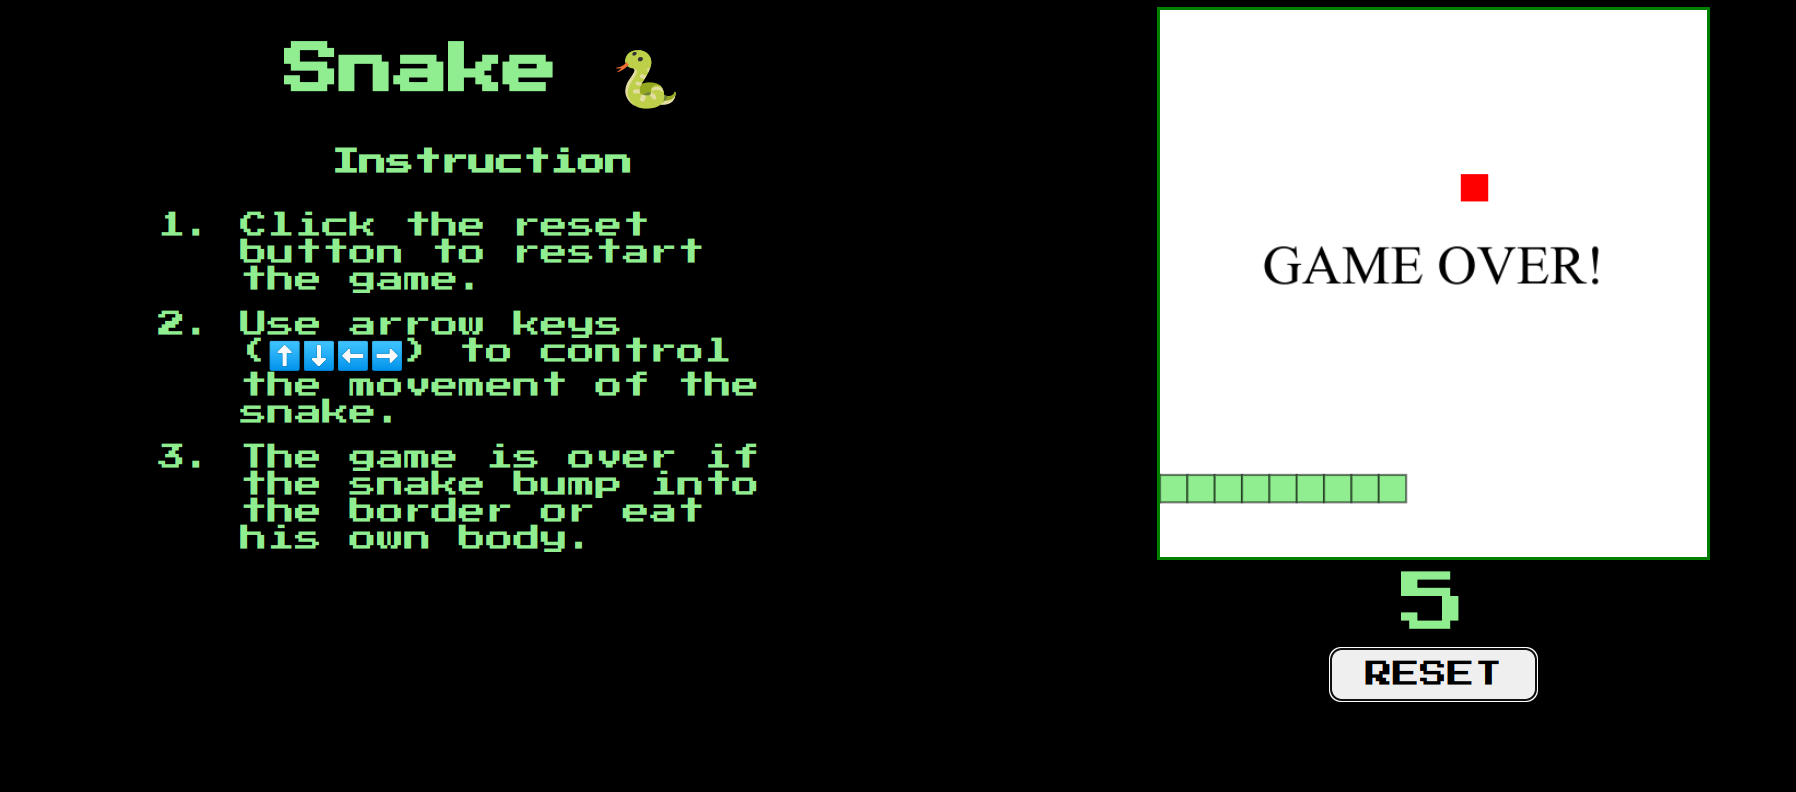 Snake 🐍
Instruction
1. Click the reset
button to restart
the game.
2. Use arrow keys
(⬆️⬇️⬅️➡️) to control
the movement of the
snake.
3. The game is over if
the snake bump into
the border or eat
his own body.
GAME OVER!
5
RESET